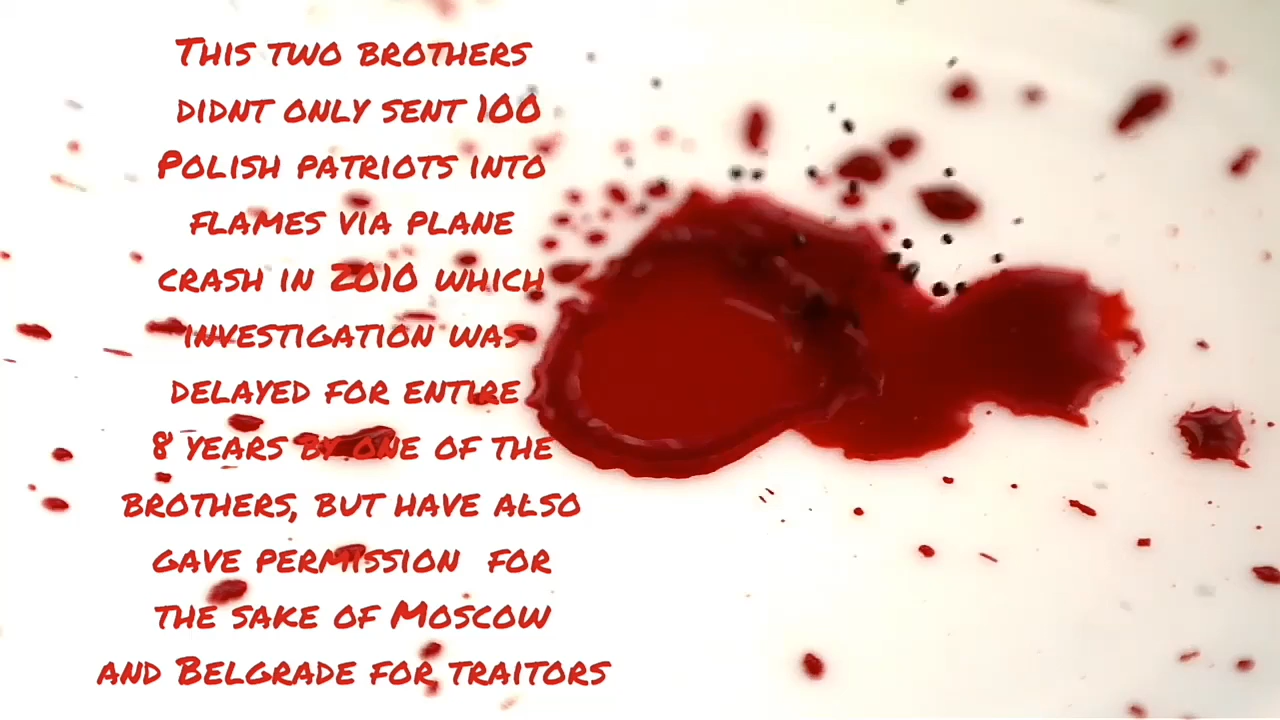 This two brothers
didnt only sent 100
Polish patriots into
flames via plane
crash in 2010 which
investigation was
delayed for entire
8 years by one of the
brothers, but have also
gave permission for
the sake of Moscow
and Belgrade for traitors